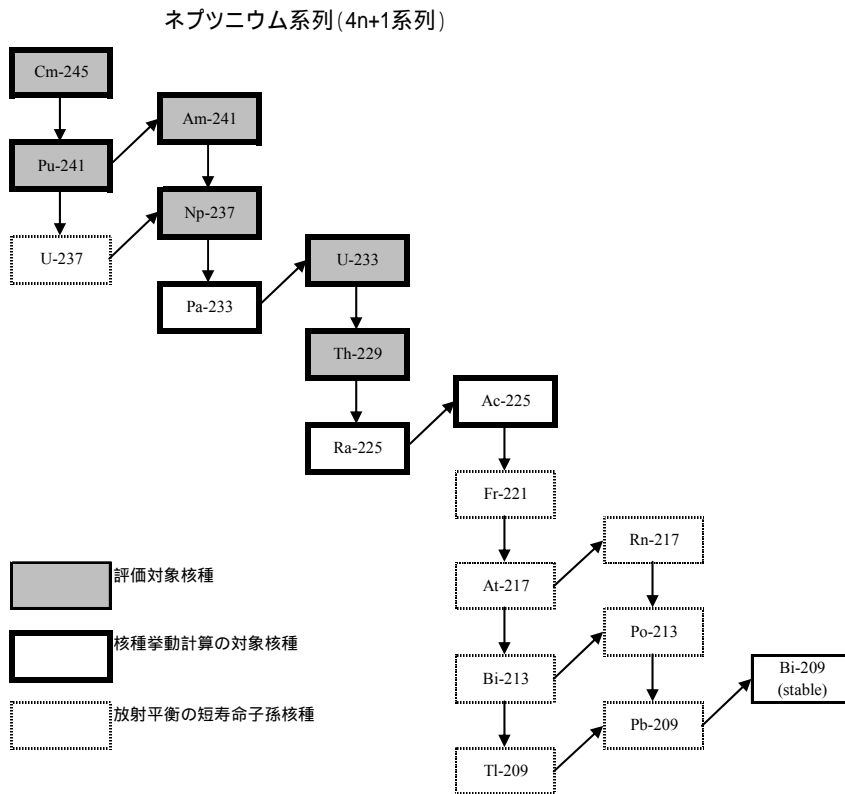 ネプツニウム系列(4n+1系列)
Cm-245
Am-241
Pu-241
Np-237
U-237
U-233
Pa-233
Th-229
Ac-225
Ra-225
Fr-221
Rn-217
評価対象核種
At-217
Po-213
核種挙動計算の対象核種
Bi-209
(stable)
Bi-213
放射平衡の短寿命子孫核種
Pb-209
Tl-209